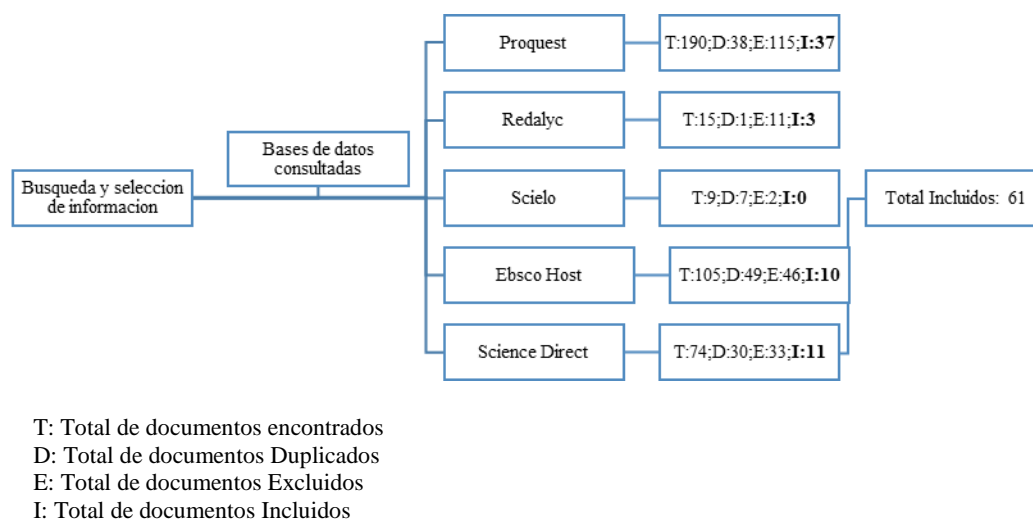 Proquest
T:190;D:38;E:115;I:37
Redalyc
T:15;D:1;E:11;I:3
Bases de datos
consultadas
Busqueda y seleccion
de informacion
Scielo
T:9;D:7;E:2;I:0
Total Incluidos: 61
Ebsco Host
T:105;D:49;E:46;I:10
Science Direct
T:74;D:30;E:33;I:11
T: Total de documentos encontrados
D: Total de documentos Duplicados
E: Total de documentos Excluidos
I: Total de documentos Incluidos